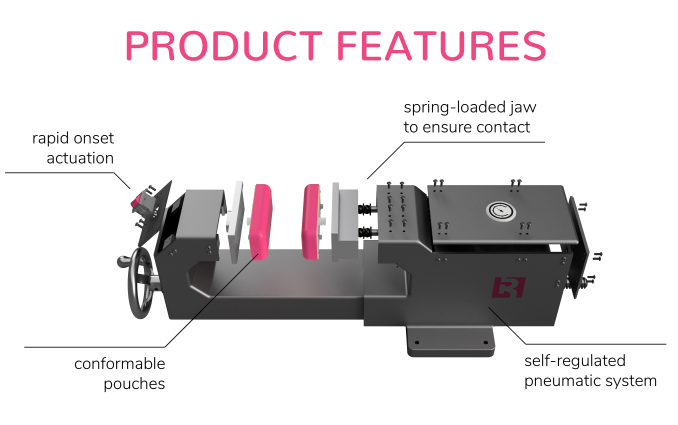 PRODUCT FEATURES
spring-loaded jaw
to ensure contact
rapid onset
actuation
conformable
pouches
self-regulated
pneumatic system